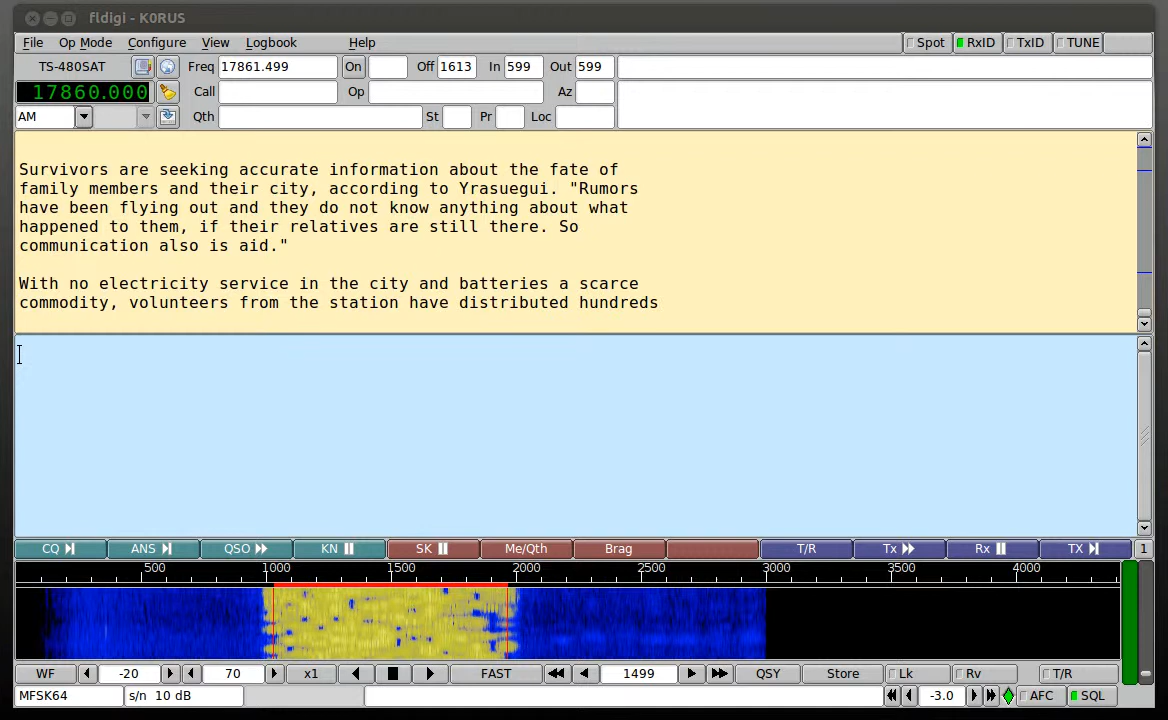 fldigi - K0RUS
File Op Mode Configure View Logbook Help Spot RxID TxID TUNE
TS-480SAT Freq 17861.499 On Off 1613 In 599 Out 599
17860.000 Call Op Az
AM Qth St Pr Loc
Survivors are seeking accurate information about the fate of
family members and their city, according to Yrasuegui. "Rumors
have been flying out and they do not know anything about what
happened to them, if their relatives are still there. So
communication also is aid."
With no electricity service in the city and batteries a scarce
commodity, volunteers from the station have distributed hundreds
CQ ANS QSO KN SK Me/Qth Brag T/R Tx Rx TX 1
500 1000 1500 2000 2500 3000 3500 4000
WF -20 70 x1 FAST 1499 QSY Store Lk Rv T/R
MFSK64 s/n 10 dB -3.0 AFC SQL